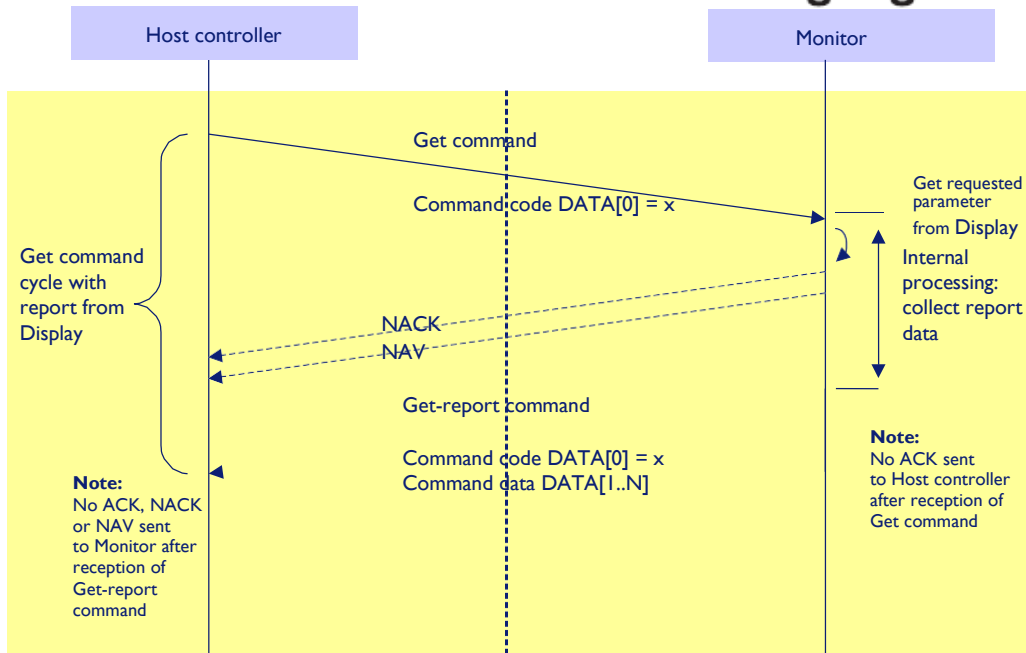 Host controller
Monitor
Get command
Command code DATA[0] = x
Get requested
parameter
from Display
Internal
processing:
collect report
data
Get command
cycle with
report from
Display
NACK
NAV
Get-report command
Command code DATA[0] = x
Command data DATA[1..N]
Note:
No ACK sent
to Host controller
after reception of
Get command
Note:
No ACK, NACK
or NAV sent
to Monitor after
reception of
Get-report
command